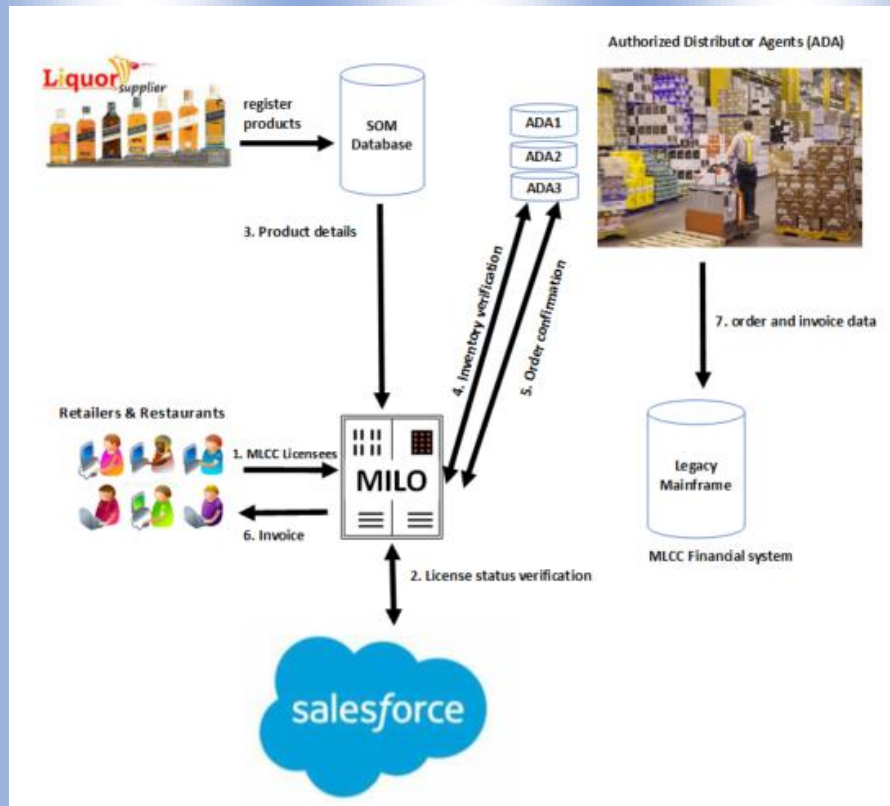 Authorized Distributor Agents (ADA)
Liquor
supplier
register
products
SOM
Database
ADA1
ADA2
ADA3
3. Product details
4. Inventory verification
5. Order confirmation
7. order and invoice data
Retailers & Restaurants
1. MLCC Licensees
MILO
6. Invoice
Legacy
Mainframe
MLCC Financial system
2. License status verification
salesforce